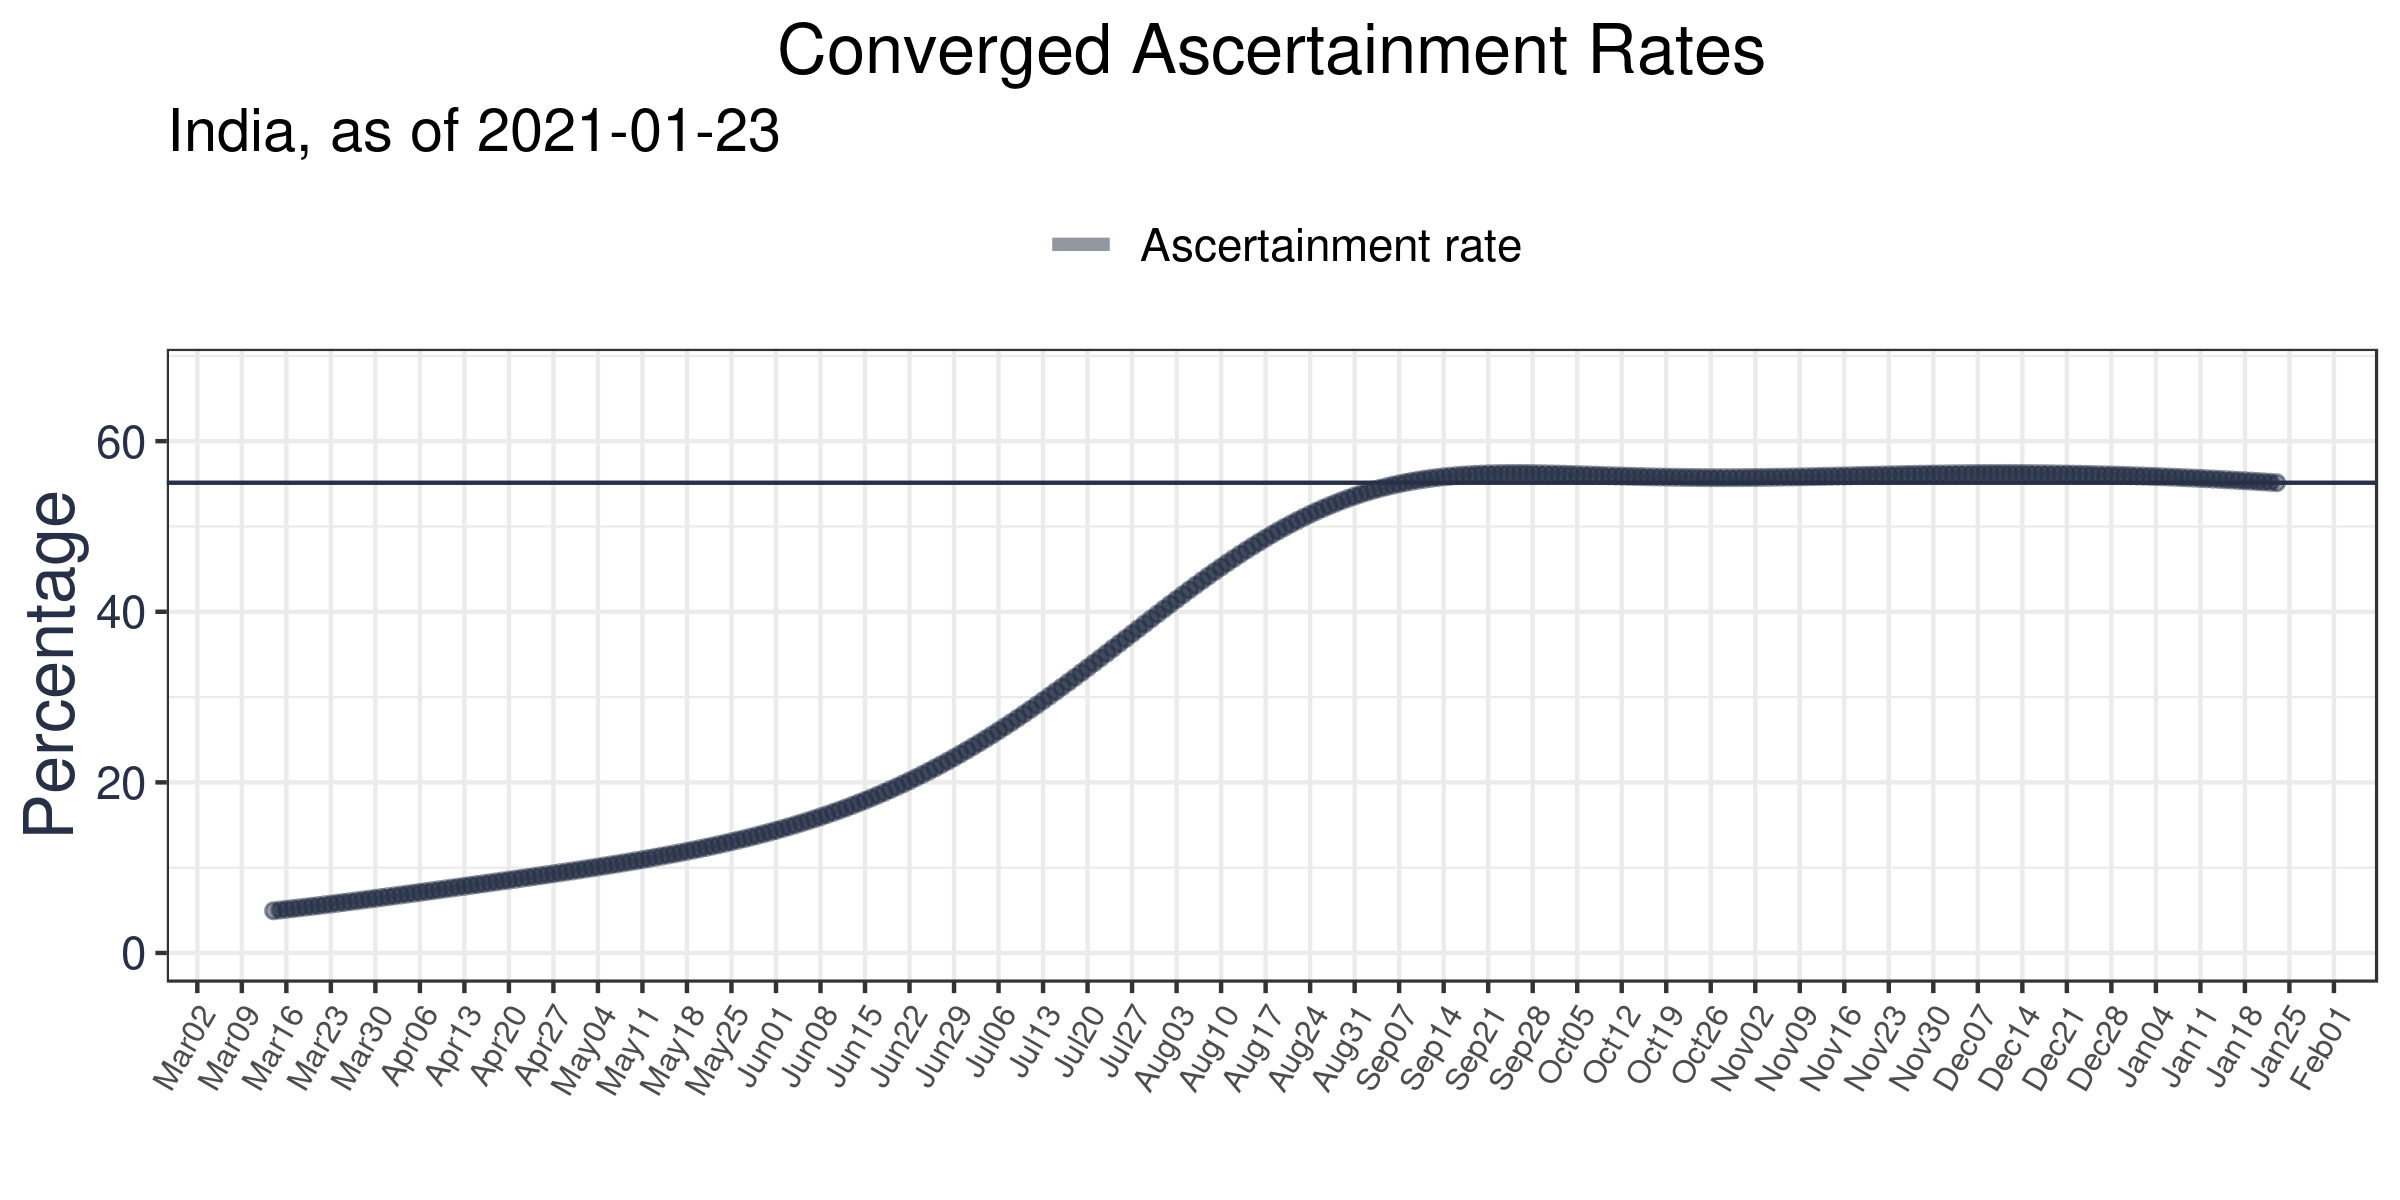 Converged Ascertainment Rates
India, as of 2021-01-23
Ascertainment rate
Percentage
60
40
20
0
Mar02 Mar09 Mar16 Mar23 Mar30 Apr06 Apr13 Apr20 Apr27 May04 May11 May18 May25 Jun01 Jun08 Jun15 Jun22 Jun29 Jul06 Jul13 Jul20 Jul27 Aug03 Aug10 Aug17 Aug24 Aug31 Sep07 Sep14 Sep21 Sep28 Oct05 Oct12 Oct19 Oct26 Nov02 Nov09 Nov16 Nov23 Nov30 Dec07 Dec14 Dec21 Dec28 Jan04 Jan11 Jan18 Jan25 Feb01